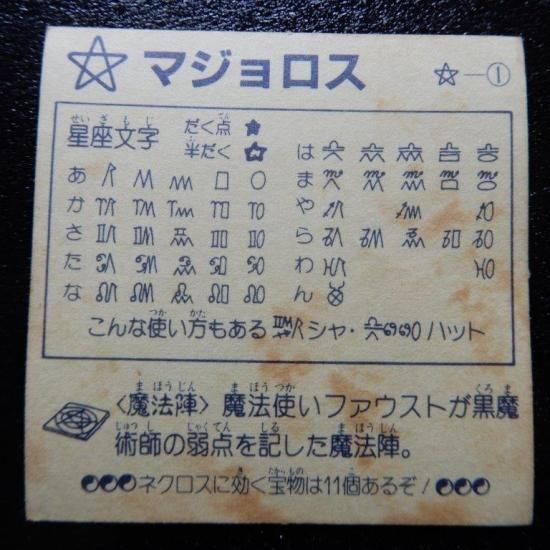 ☆ マジョロス ☆―①
星座文字 だく点 ★
半だく ☆
あ
か
さ
た
な
は
ま
や
ら
わ
ん
こんな使い方もある シャ・ ハット
〈魔法陣〉魔法使いファウストが黒魔
術師の弱点を記した魔法陣。
ネクロスに効く宝物は11個あるぞ!